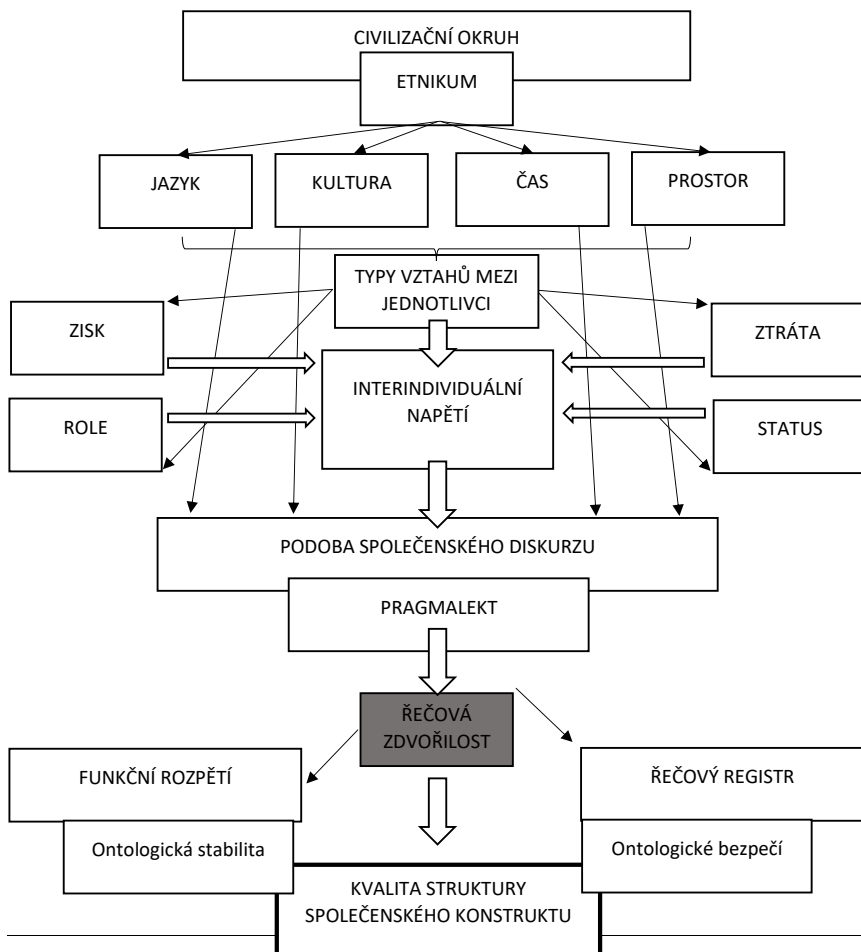 CIVILIZAČNÍ OKRUH
ETNIKUM
JAZYK
KULTURA
ČAS
PROSTOR
TYPY VZTAHŮ MEZI
JEDNOTLIVCI
ZISK
ZTRÁTA
INTERINDIVIDUÁLNÍ
NAPĚTÍ
ROLE
STATUS
PODOBA SPOLEČENSKÉHO DISKURZU
PRAGMALEKT
ŘEČOVÁ
ZDVOŘILOST
FUNKČNÍ ROZPĚTÍ
ŘEČOVÝ REGISTR
Ontologická stabilita
Ontologické bezpečí
KVALITA STRUKTURY
SPOLEČENSKÉHO KONSTRUKTU